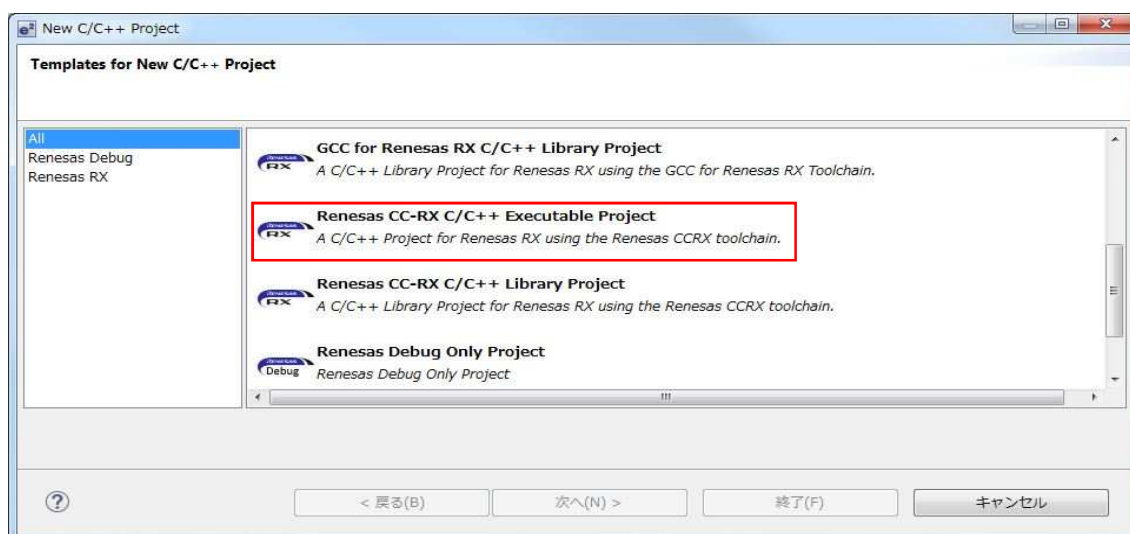 e² New C/C++ Project
Templates for New C/C++ Project
All
Renesas Debug
Renesas RX
GCC for Renesas RX C/C++ Library Project
RX
A C/C++ Library Project for Renesas RX using the GCC for Renesas RX Toolchain.
Renesas CC-RX C/C++ Executable Project
RX
A C/C++ Project for Renesas RX using the Renesas CCRX toolchain.
Renesas CC-RX C/C++ Library Project
RX
A C/C++ Library Project for Renesas RX using the Renesas CCRX toolchain.
Renesas Debug Only Project
Debug
Renesas Debug Only Project
?
< 戻る(B)
次へ(N) >
終了(F)
キャンセル